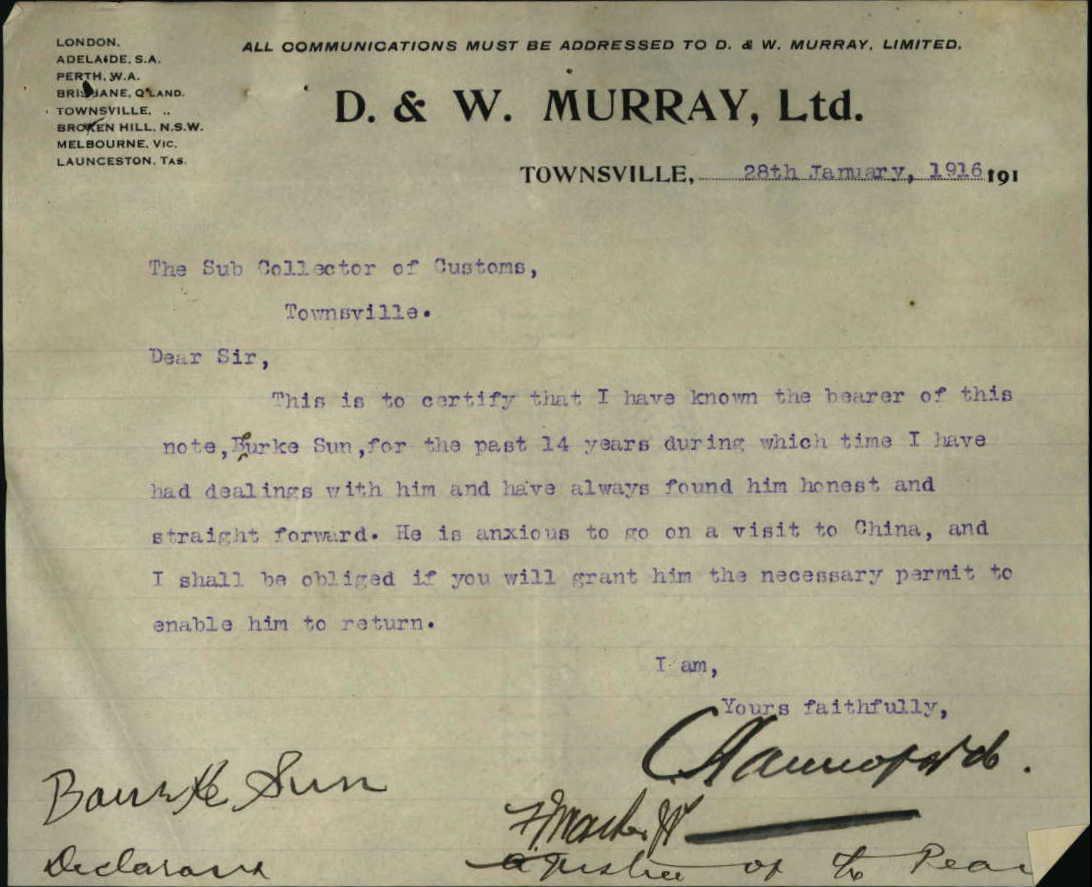 LONDON.
ADELAIDE, S.A.
PERTH, W.A.
BRISBANE, Q'LAND.
TOWNSVILLE, ,,
BROKEN HILL, N.S.W.
MELBOURNE, VIC.
LAUNCESTON, TAS.
ALL COMMUNICATIONS MUST BE ADDRESSED TO D. & W. MURRAY, LIMITED.
D. & W. MURRAY, Ltd.
TOWNSVILLE, 28th January, 1916 191
The Sub Collector of Customs,
Townsville.
Dear Sir,
This is to certify that I have known the bearer of this
note, Bourke Sun, for the past 14 years during which time I have
had dealings with him and have always found him honest and
straight forward. He is anxious to go on a visit to China, and
I shall be obliged if you will grant him the necessary permit to
enable him to return.
I am,
Yours faithfully,
Bourke Sun
Declarant
a Justice of the Peac